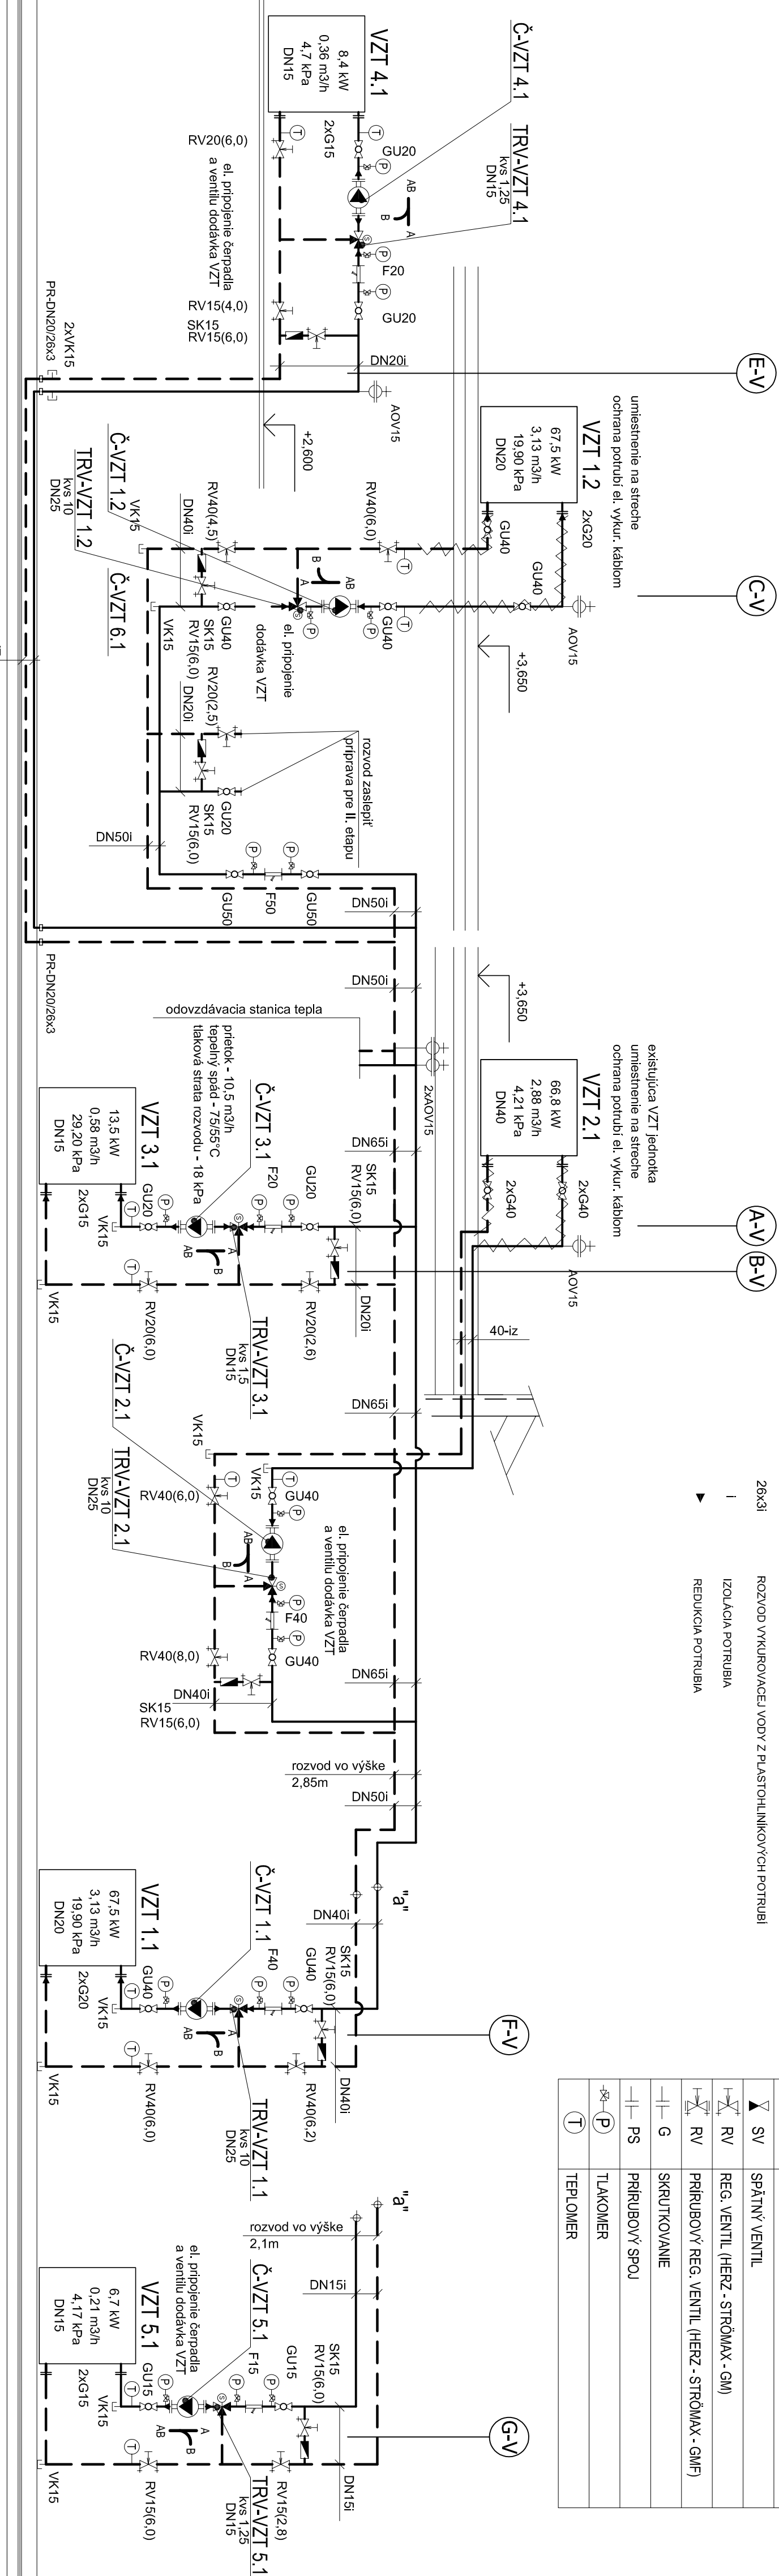 VZT 4.1
8,4 kW
0,36 m3/h
4,7 kPa
DN15
2xG15
RV20(6,0)
GU20
P
T
T
Č-VZT 4.1
TRV-VZT 4.1
kvs 1,25
DN15
AB
A
B
S
P
F20
P
GU20
el. pripojenie čerpadla
a ventilu dodávka VZT
RV15(4,0)
SK15
RV15(6,0)
DN20i
E-V
AOV15
2xVK15
PR-DN20/26x3
+2,600
umiestnenie na streche
ochrana potrubí el. vykur. káblom
VZT 1.2
67,5 kW
3,13 m3/h
19,90 kPa
DN20
2xG20
GU40
GU40
AOV15
C-V
RV40(6,0)
T
T
GU40
P
P
AB
A
B
S
Č-VZT 1.2
TRV-VZT 1.2
kvs 10
DN25
VK15
RV40(4,5)
DN40i
VK15
GU40
SK15
RV15(6,0)
el. pripojenie
dodávka VZT
+3,650
Č-VZT 6.1
RV20(2,5)
DN20i
GU20
SK15
RV15(6,0)
rozvod zaslepiť
príprava pre II. etapu
DN50i
P
P
GU50
F50
GU50
DN50i
PR-DN20/26x3
DN50i
+3,650
odovzdávacia stanica tepla
prietok - 10,5 m3/h
tepelný spád - 75/55°C
tlaková strata rozvodu - 18 kPa
2xAOV15
existujúca VZT jednotka
umiestnenie na streche
ochrana potrubí el. vykur. káblom
VZT 2.1
66,8 kW
2,88 m3/h
4,21 kPa
DN40
2xG40
2xG40
AOV15
A-V
B-V
DN65i
VZT 3.1
13,5 kW
0,58 m3/h
29,20 kPa
DN15
2xG15
VK15
GU20
T
P
Č-VZT 3.1
F20
P
P
GU20
SK15
RV15(6,0)
S
A
B
AB
T
VK15
RV20(6,0)
RV20(2,6)
DN20i
TRV-VZT 3.1
kvs 1,5
DN15
40-iz
DN65i
Č-VZT 2.1
TRV-VZT 2.1
kvs 10
DN25
VK15
VK15
T
T
RV40(6,0)
GU40
P
AB
A
B
S
P
F40
P
GU40
el. pripojenie čerpadla
a ventilu dodávka VZT
RV40(8,0)
DN40i
SK15
RV15(6,0)
DN65i
rozvod vo výške
2,85m
DN50i
26x3i
ROZVOD VYKUROVACEJ VODY Z PLASTOHLINÍKOVÝCH POTRUBÍ
i
IZOLÁCIA POTRUBIA
REDUKCIA POTRUBIA
"a"
DN40i
VZT 1.1
67,5 kW
3,13 m3/h
19,90 kPa
DN20
2xG20
VK15
GU40
T
P
Č-VZT 1.1
F40
P
P
GU40
SK15
RV15(6,0)
S
A
B
AB
T
VK15
RV40(6,0)
RV40(6,2)
DN40i
TRV-VZT 1.1
kvs 10
DN25
F-V
SV
SPÄTNÝ VENTIL
RV
REG. VENTIL (HERZ - STRÖMAX - GM)
RV
PRÍRUBOVÝ REG. VENTIL (HERZ - STRÖMAX - GMF)
G
SKRUTKOVANIE
PS
PRÍRUBOVÝ SPOJ
P
TLAKOMER
T
TEPLOMER
"a"
rozvod vo výške
2,1m
DN15i
VZT 5.1
6,7 kW
0,21 m3/h
4,17 kPa
DN15
2xG15
el. pripojenie čerpadla
a ventilu dodávka VZT
VK15
GU15
T
P
Č-VZT 5.1
F15
P
P
GU15
SK15
RV15(6,0)
S
A
B
AB
T
VK15
RV15(6,0)
RV15(2,8)
DN15i
TRV-VZT 5.1
kvs 1,25
DN15
G-V